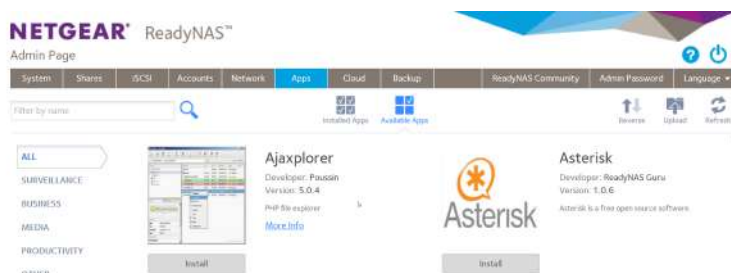 NETGEAR® ReadyNAS™
Admin Page
System Shares iSCSI Accounts Network Apps Cloud Backup ReadyNAS Community Admin Password Language
Filter by name
Installed Apps Available Apps Reverse Upload Refresh
ALL
SURVEILLANCE
BUSINESS
MEDIA
PRODUCTIVITY
Ajaxplorer
Developer: Poussin
Version: 5.0.4
PHP file explorer
More Info
Install
Asterisk
Asterisk
Developer: ReadyNAS Guru
Version: 1.0.6
Asterisk is a free open source software
Install